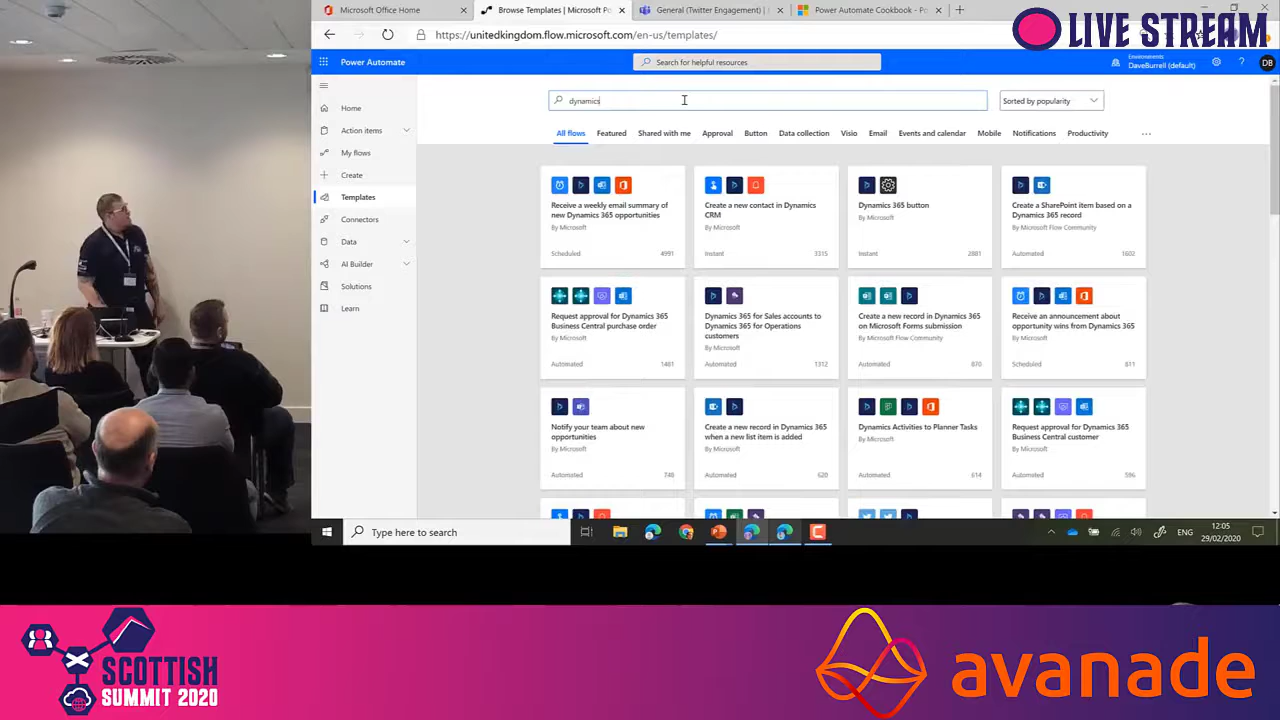 Microsoft Office Home
Browse Templates | Microsoft Po
General (Twitter Engagement) |
Power Automate Cookbook - Po
LIVE STREAM
https://unitedkingdom.flow.microsoft.com/en-us/templates/
Power Automate
Search for helpful resources
Environments
DaveBurrell (default)
DB
Home
Action items
My flows
Create
Templates
Connectors
Data
AI Builder
Solutions
Learn
dynamics
Sorted by popularity
All flows Featured Shared with me Approval Button Data collection Visio Email Events and calendar Mobile Notifications Productivity ...
Receive a weekly email summary of
new Dynamics 365 opportunities
By Microsoft
Scheduled 4991
Create a new contact in Dynamics
CRM
By Microsoft
Instant 3315
Dynamics 365 button
By Microsoft
Instant 2881
Create a SharePoint item based on a
Dynamics 365 record
By Microsoft Flow Community
Automated 1602
Request approval for Dynamics 365
Business Central purchase order
By Microsoft
Automated 1481
Dynamics 365 for Sales accounts to
Dynamics 365 for Operations
customers
By Microsoft
Automated 1312
Create a new record in Dynamics 365
on Microsoft Forms submission
By Microsoft Flow Community
Automated 870
Receive an announcement about
opportunity wins from Dynamics 365
By Microsoft
Scheduled 811
Notify your team about new
opportunities
By Microsoft
Automated 748
Create a new record in Dynamics 365
when a new list item is added
By Microsoft
Automated 620
Dynamics Activities to Planner Tasks
By Microsoft
Automated 614
Request approval for Dynamics 365
Business Central customer
By Microsoft
Automated 596
Type here to search
ENG
12:05
29/02/2020
SCOTTISH
SUMMIT 2020
avanade